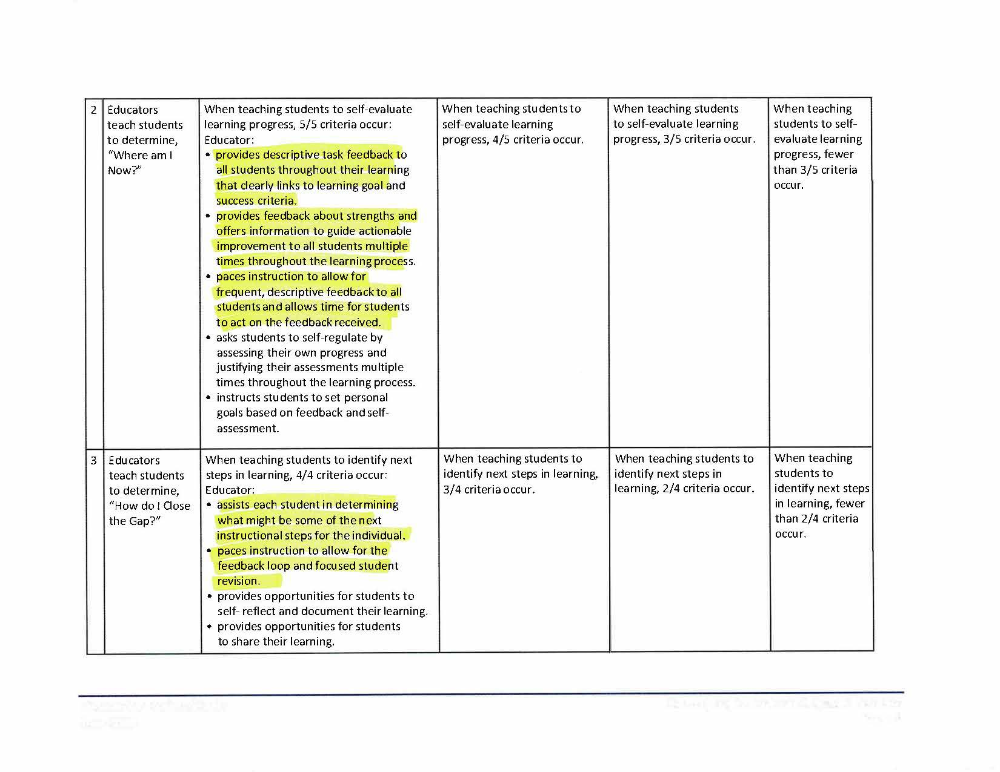 2
Educators
teach students
to determine,
“Where am I
Now?”
When teaching students to self-evaluate
learning progress, 5/5 criteria occur:
Educator:
• provides descriptive task feedback to
all students throughout their learning
that clearly links to learning goal and
success criteria.
• provides feedback about strengths and
offers information to guide actionable
improvement to all students multiple
times throughout the learning process.
• paces instruction to allow for
frequent, descriptive feedback to all
students and allows time for students
to act on the feedback received.
• asks students to self-regulate by
assessing their own progress and
justifying their assessments multiple
times throughout the learning process.
• instructs students to set personal
goals based on feedback and self-
assessment.
When teaching students to
self-evaluate learning
progress, 4/5 criteria occur.
When teaching students
to self-evaluate learning
progress, 3/5 criteria occur.
When teaching
students to self-
evaluate learning
progress, fewer
than 3/5 criteria
occur.
3
Educators
teach students
to determine,
“How do I Close
the Gap?”
When teaching students to identify next
steps in learning, 4/4 criteria occur:
Educator:
• assists each student in determining
what might be some of the next
instructional steps for the individual.
• paces instruction to allow for the
feedback loop and focused student
revision.
• provides opportunities for students to
self- reflect and document their learning.
• provides opportunities for students
to share their learning.
When teaching students to
identify next steps in learning,
3/4 criteria occur.
When teaching students to
identify next steps in
learning, 2/4 criteria occur.
When teaching
students to
identify next steps
in learning, fewer
than 2/4 criteria
occur.